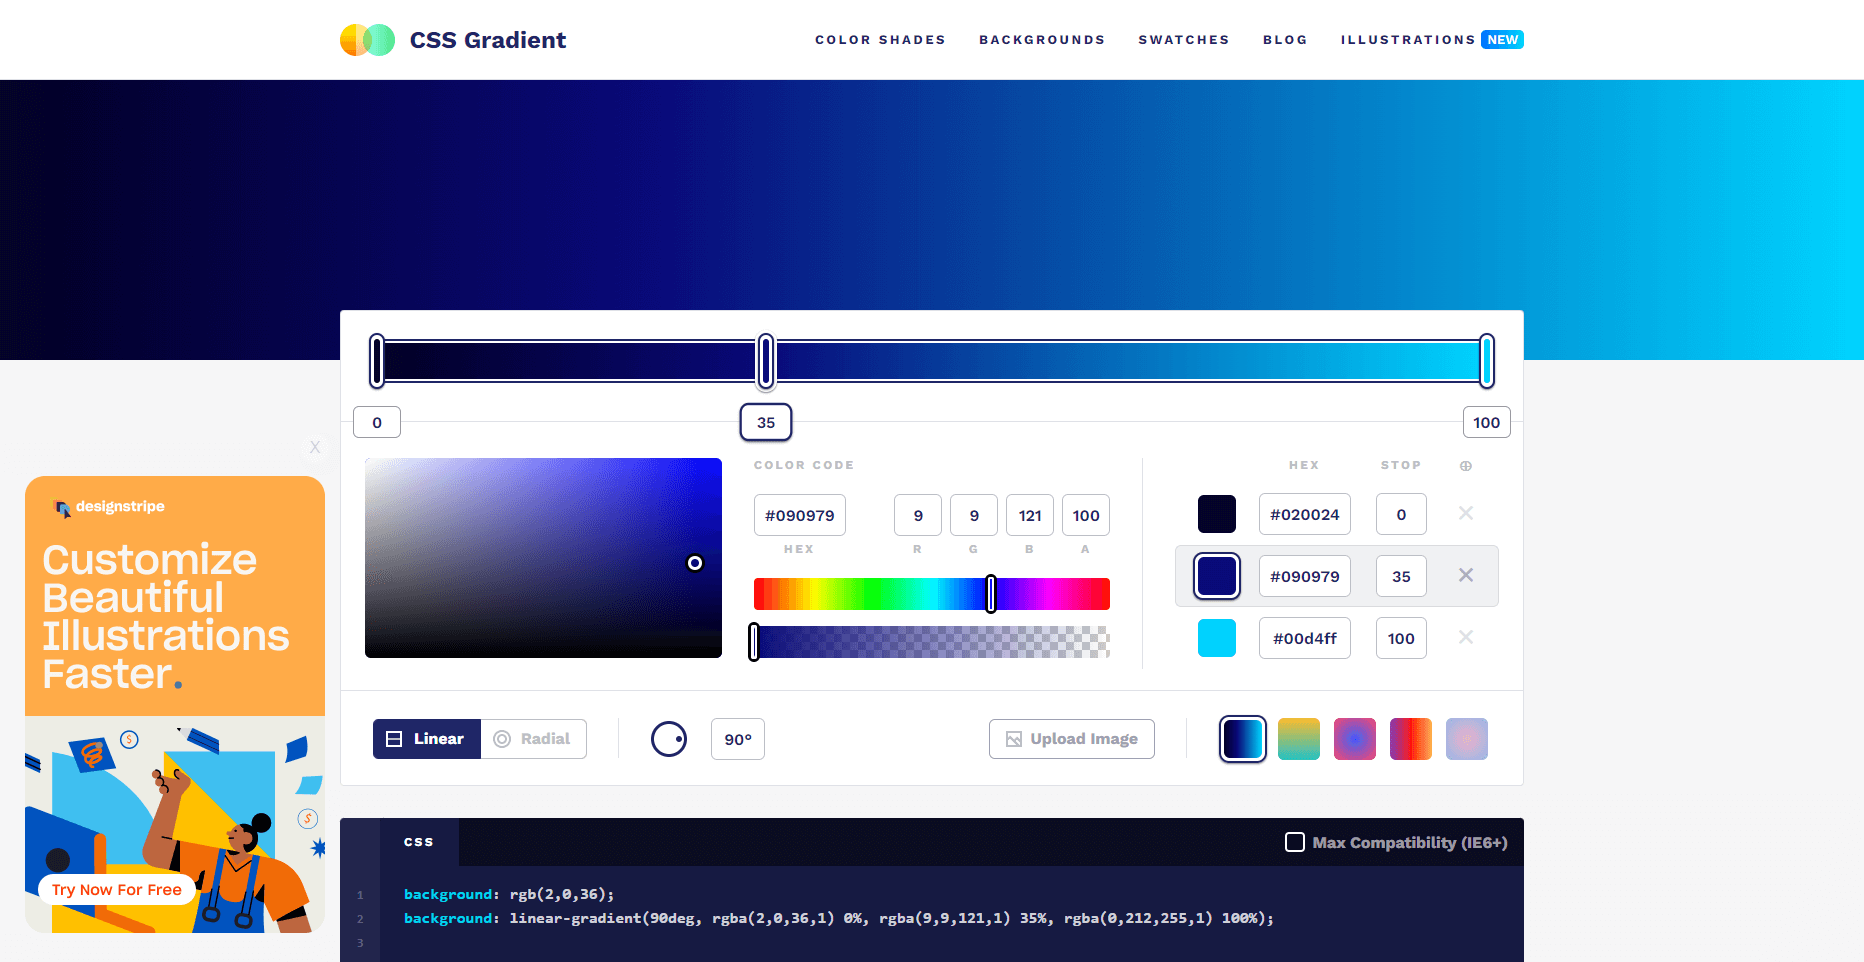 CSS Gradient
COLOR SHADES
BACKGROUNDS
SWATCHES
BLOG
ILLUSTRATIONS NEW
0
35
100
X
designstripe
Customize
Beautiful
Illustrations
Faster.
Try Now For Free
COLOR CODE
#090979 9 9 121 100
HEX R G B A
HEX STOP
#020024 0
#090979 35
#00d4ff 100
Linear
Radial
90°
Upload Image
CSS
Max Compatibility (IE6+)
1 background: rgb(2,0,36);
2 background: linear-gradient(90deg, rgba(2,0,36,1) 0%, rgba(9,9,121,1) 35%, rgba(0,212,255,1) 100%);
3